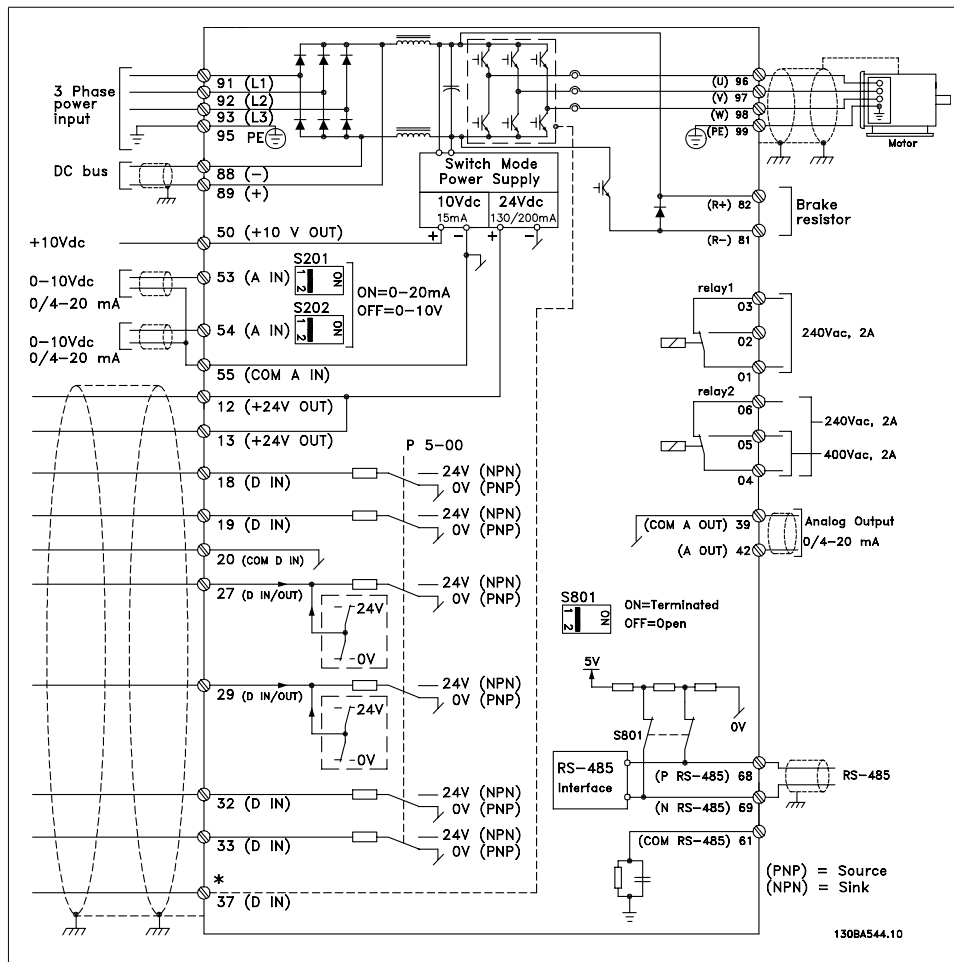 3 Phase
power
input
91 (L1)
92 (L2)
93 (L3)
95 PE
DC bus
88 (-)
89 (+)
Switch Mode
Power Supply
10Vdc
15mA
24Vdc
130/200mA
+ - + -
(U) 96
(V) 97
(W) 98
(PE) 99
Motor
(R+) 82
(R-) 81
Brake
resistor
+10Vdc
50 (+10 V OUT)
0-10Vdc
0/4-20 mA
53 (A IN)
S201
1 2
ON
S202
1 2
ON
ON=0-20mA
OFF=0-10V
0-10Vdc
0/4-20 mA
54 (A IN)
55 (COM A IN)
12 (+24V OUT)
13 (+24V OUT)
relay1
03
02
01
240Vac, 2A
relay2
06
05
04
240Vac, 2A
400Vac, 2A
P 5-00
18 (D IN)
24V (NPN)
0V (PNP)
19 (D IN)
24V (NPN)
0V (PNP)
20 (COM D IN)
27 (D IN/OUT)
24V (NPN)
0V (PNP)
24V
0V
29 (D IN/OUT)
24V (NPN)
0V (PNP)
24V
0V
32 (D IN)
24V (NPN)
0V (PNP)
33 (D IN)
24V (NPN)
0V (PNP)
*
37 (D IN)
(COM A OUT) 39
(A OUT) 42
Analog Output
0/4-20 mA
S801
1 2
ON
ON=Terminated
OFF=Open
5V
0V
S801
RS-485
Interface
(P RS-485) 68
(N RS-485) 69
(COM RS-485) 61
RS-485
(PNP) = Source
(NPN) = Sink
130BA544.10